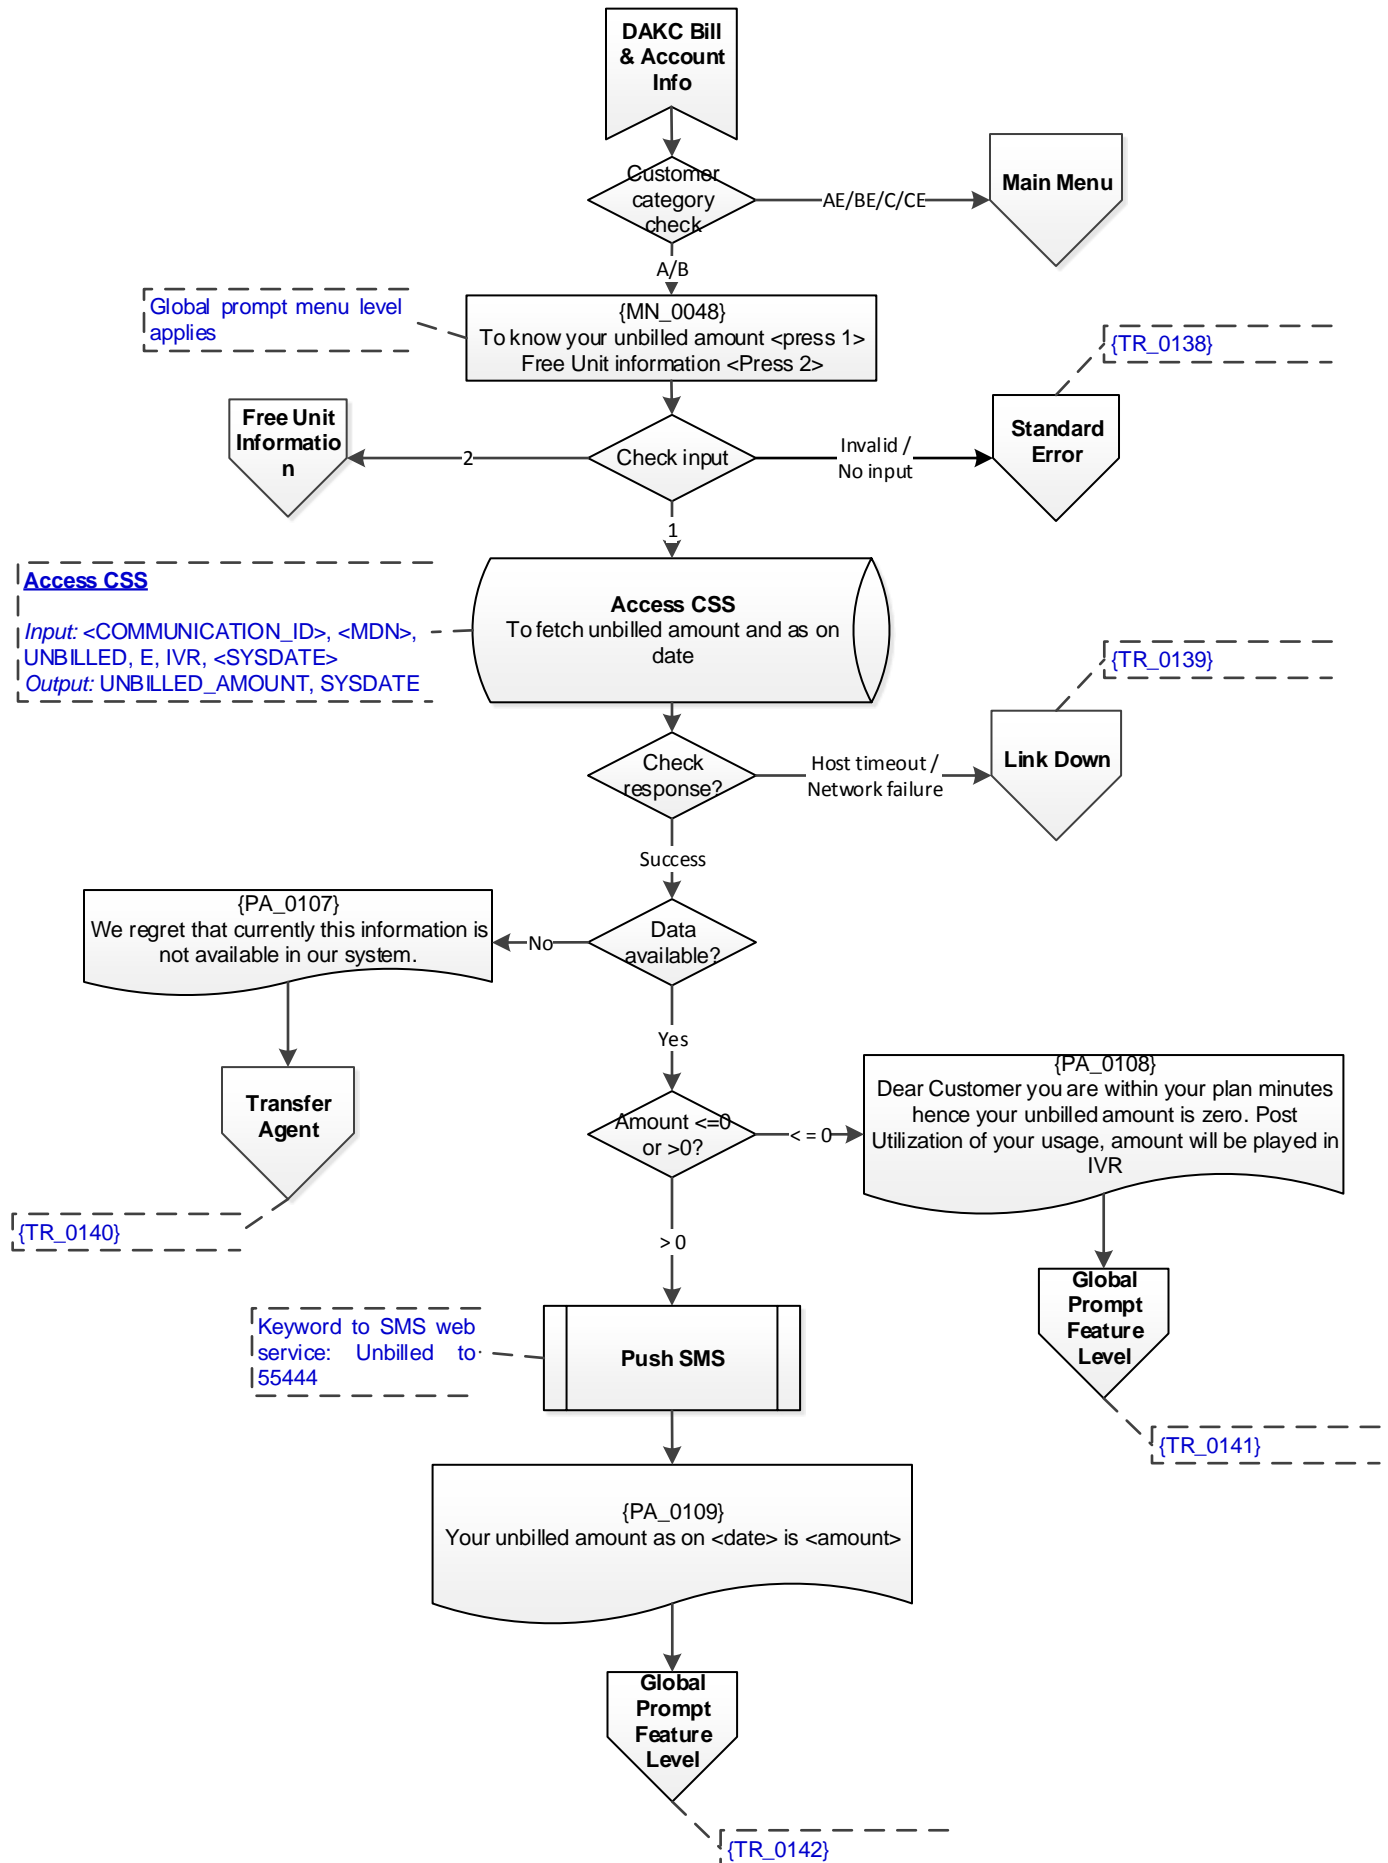 DAKC Bill
& Account
Info
Customer
category
check
AE/BE/C/CE
Main Menu
A/B
Global prompt menu level
applies
{MN_0048}
To know your unbilled amount <press 1>
Free Unit information <Press 2>
{TR_0138}
Free Unit
Informatio
n
2
Check input
Invalid /
No input
Standard
Error
1
Access CSS
Input: <COMMUNICATION_ID>, <MDN>,
UNBILLED, E, IVR, <SYSDATE>
Output: UNBILLED_AMOUNT, SYSDATE
Access CSS
To fetch unbilled amount and as on
date
{TR_0139}
Check
response?
Host timeout /
Network failure
Link Down
Success
{PA_0107}
We regret that currently this information is
not available in our system.
No
Data
available?
Yes
Transfer
Agent
{TR_0140}
Amount <=0
or >0?
< = 0
{PA_0108}
Dear Customer you are within your plan minutes
hence your unbilled amount is zero. Post
Utilization of your usage, amount will be played in
IVR
> 0
Global
Prompt
Feature
Level
{TR_0141}
Keyword to SMS web
service: Unbilled to
55444
Push SMS
{PA_0109}
Your unbilled amount as on <date> is <amount>
Global
Prompt
Feature
Level
{TR_0142}